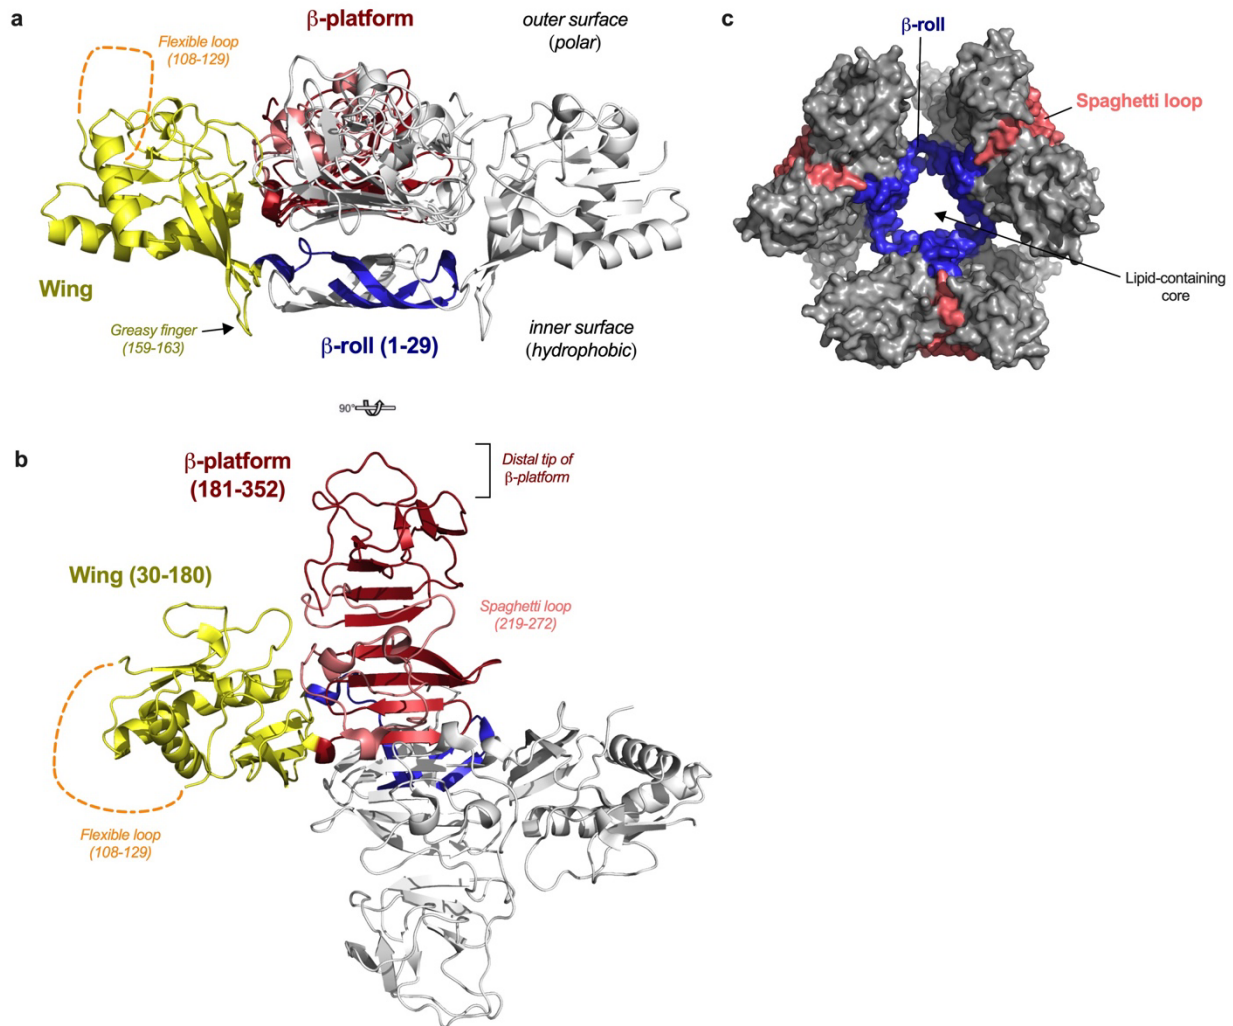 a
β-platform
Flexible loop
(108-129)
outer surface
(polar)
Wing
Greasy finger
(159-163)
β-roll (1-29)
inner surface
(hydrophobic)
90°
c
β-roll
Spaghetti loop
Lipid-containing
core
b
β-platform
(181-352)
Distal tip of
β-platform
Wing (30-180)
Spaghetti loop
(219-272)
Flexible loop
(108-129)